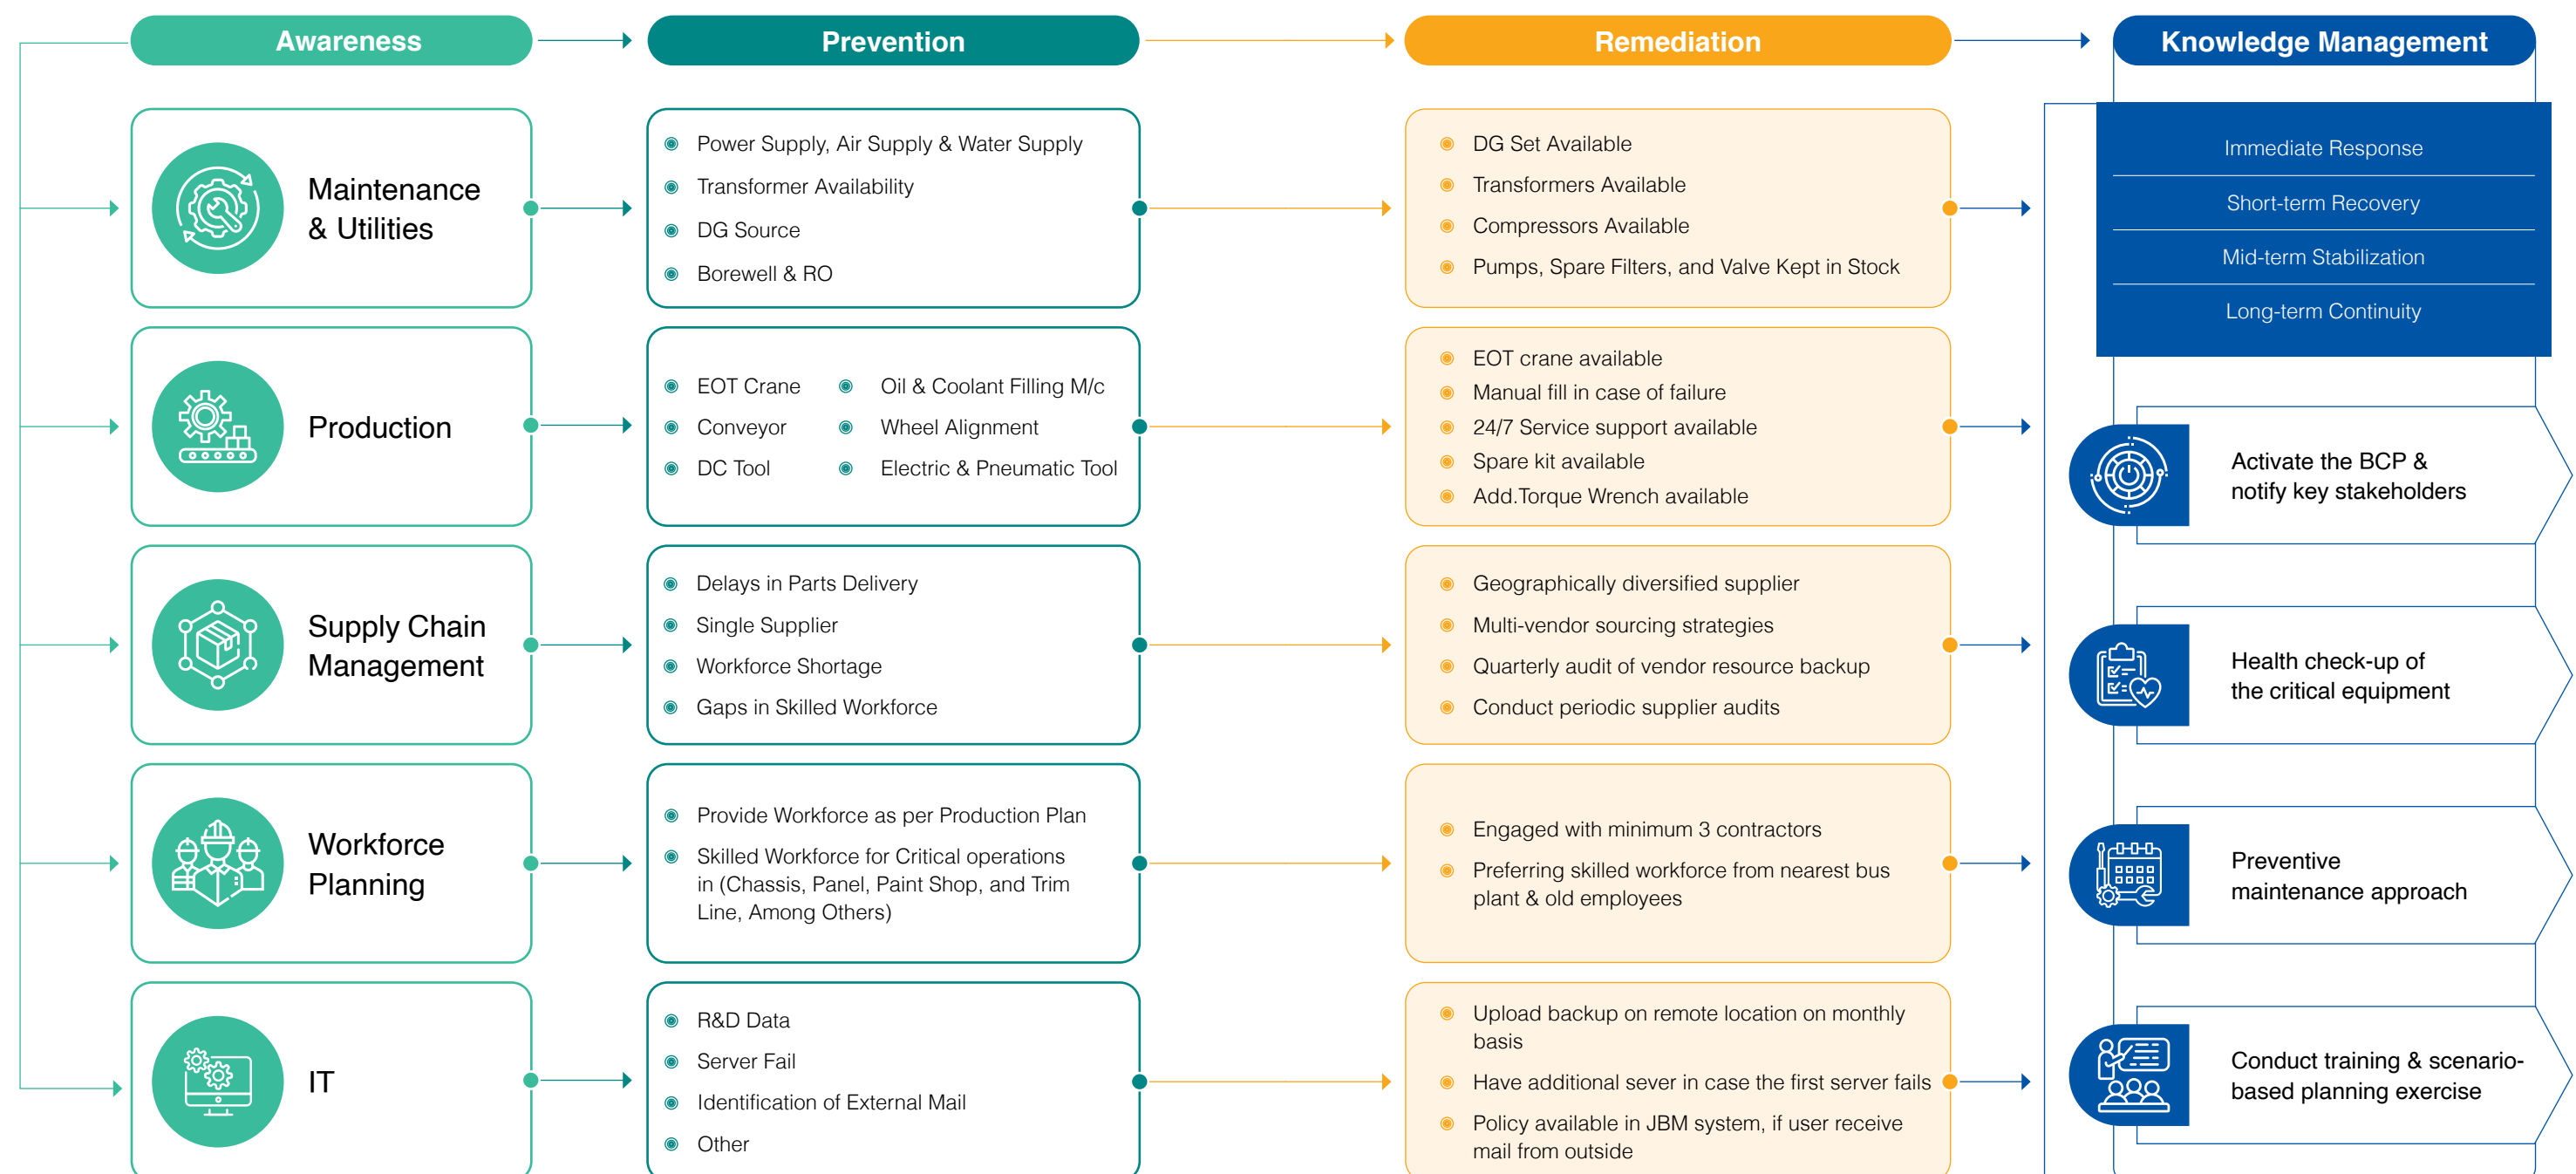 Awareness
Prevention
Remediation
Knowledge Management
Maintenance
& Utilities
Power Supply, Air Supply & Water Supply
Transformer Availability
DG Source
Borewell & RO
DG Set Available
Transformers Available
Compressors Available
Pumps, Spare Filters, and Valve Kept in Stock
Immediate Response
Short-term Recovery
Mid-term Stabilization
Long-term Continuity
Production
EOT Crane
Conveyor
DC Tool
Oil & Coolant Filling M/c
Wheel Alignment
Electric & Pneumatic Tool
EOT crane available
Manual fill in case of failure
24/7 Service support available
Spare kit available
Add.Torque Wrench available
Activate the BCP &
notify key stakeholders
Supply Chain
Management
Delays in Parts Delivery
Single Supplier
Workforce Shortage
Gaps in Skilled Workforce
Geographically diversified supplier
Multi-vendor sourcing strategies
Quarterly audit of vendor resource backup
Conduct periodic supplier audits
Health check-up of
the critical equipment
Workforce
Planning
Provide Workforce as per Production Plan
Skilled Workforce for Critical operations
in (Chassis, Panel, Paint Shop, and Trim
Line, Among Others)
Engaged with minimum 3 contractors
Preferring skilled workforce from nearest bus
plant & old employees
Preventive
maintenance approach
IT
R&D Data
Server Fail
Identification of External Mail
Other
Upload backup on remote location on monthly
basis
Have additional sever in case the first server fails
Policy available in JBM system, if user receive
mail from outside
Conduct training & scenario-
based planning exercise